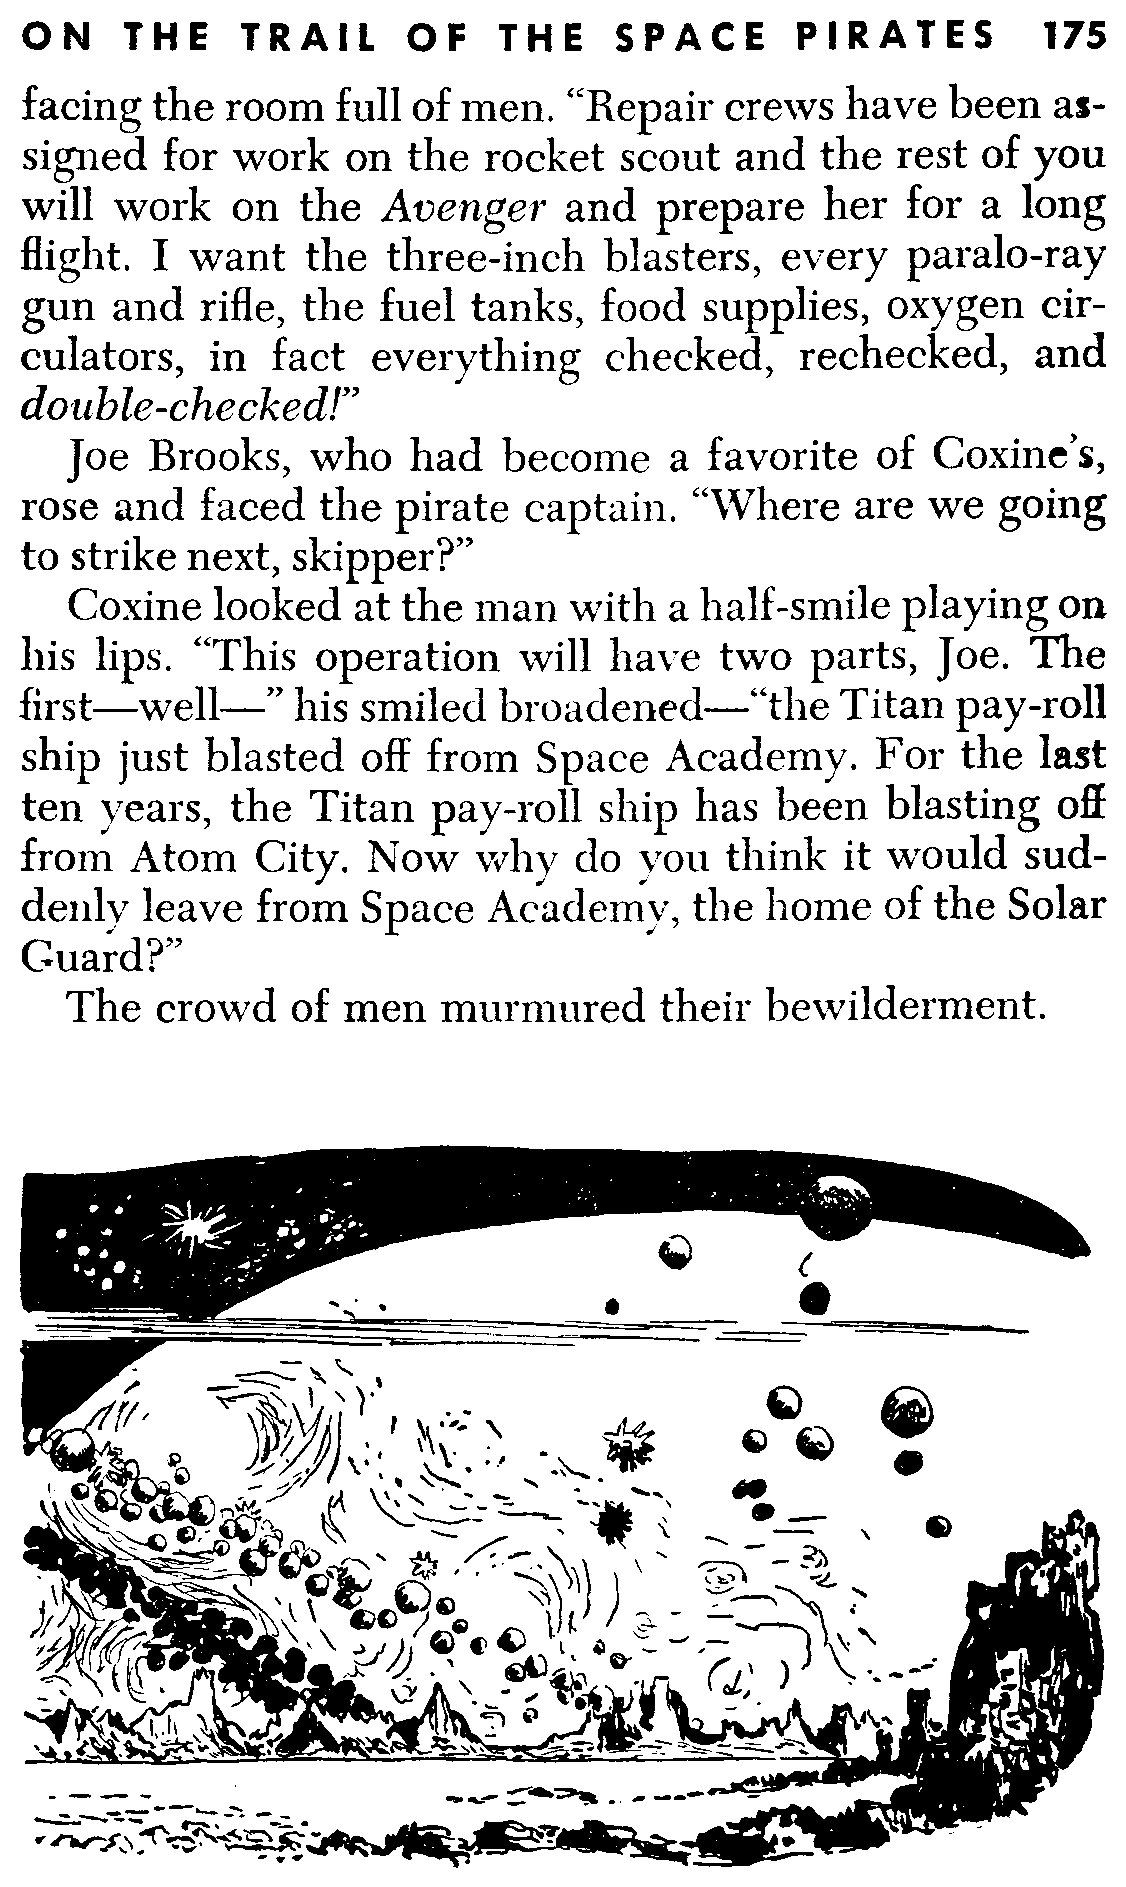 ON THE TRAIL OF THE SPACE PIRATES 175
facing the room full of men. “Repair crews have been as-
signed for work on the rocket scout and the rest of you
will work on the Avenger and prepare her for a long
flight. I want the three-inch blasters, every paralo-ray
gun and rifle, the fuel tanks, food supplies, oxygen cir-
culators, in fact everything checked, rechecked, and
double-checked!”
Joe Brooks, who had become a favorite of Coxine’s,
rose and faced the pirate captain. “Where are we going
to strike next, skipper?”
Coxine looked at the man with a half-smile playing on
his lips. “This operation will have two parts, Joe. The
first—well—” his smiled broadened—“the Titan pay-roll
ship just blasted off from Space Academy. For the last
ten years, the Titan pay-roll ship has been blasting off
from Atom City. Now why do you think it would sud-
denly leave from Space Academy, the home of the Solar
Guard?”
The crowd of men murmured their bewilderment.